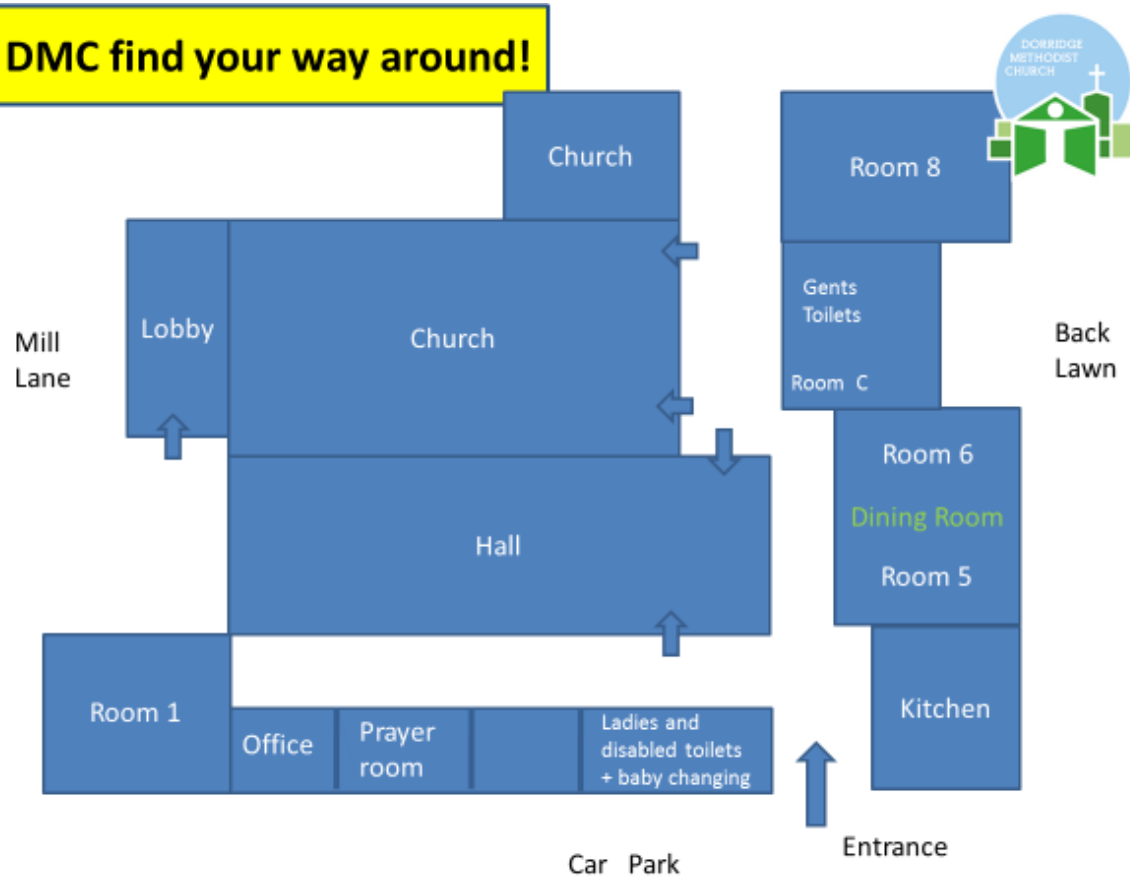 DMC find your way around!
DORRIDGE
METHODIST
CHURCH
Church
Room 8
Gents
Toilets
Mill
Lane
Lobby
Church
Back
Lawn
Room C
Room 6
Dining Room
Hall
Room 5
Room 1
Office
Prayer
room
Ladies and
disabled toilets
+ baby changing
Kitchen
Entrance
Car Park